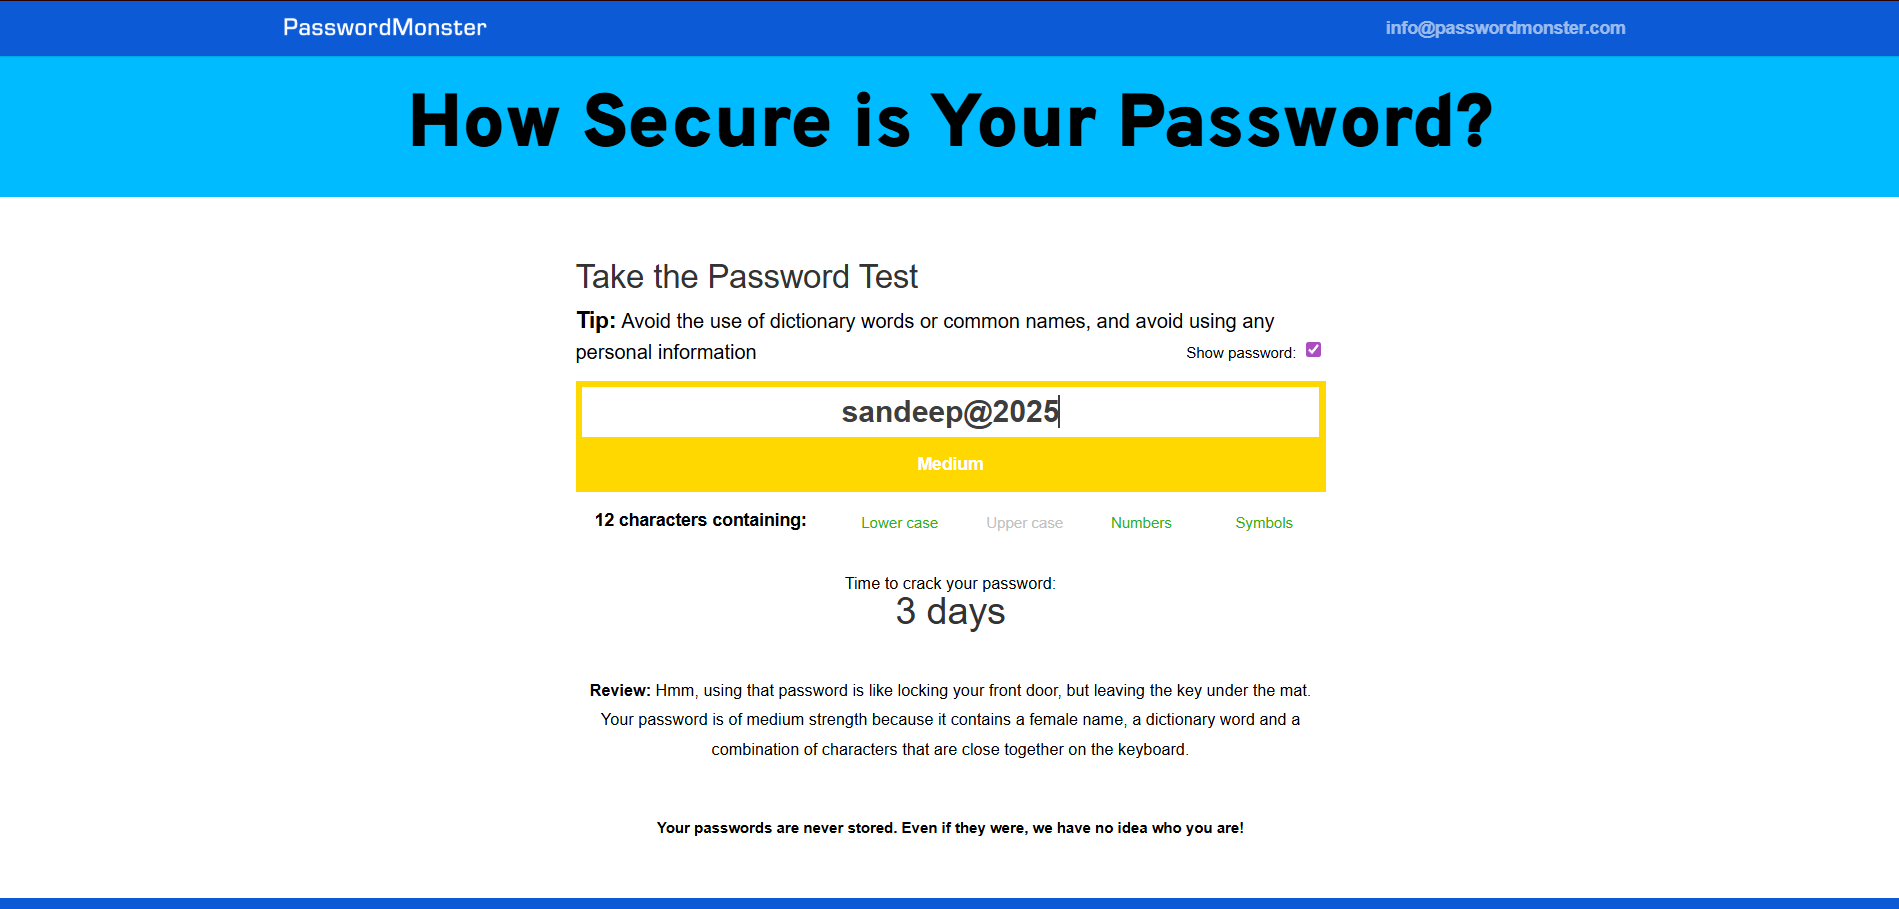 PasswordMonster
info@passwordmonster.com
How Secure is Your Password?
Take the Password Test
Tip: Avoid the use of dictionary words or common names, and avoid using any
personal information
Show password:
sandeep@2025
Medium
12 characters containing:
Lower case
Upper case
Numbers
Symbols
Time to crack your password:
3 days
Review: Hmm, using that password is like locking your front door, but leaving the key under the mat.
Your password is of medium strength because it contains a female name, a dictionary word and a
combination of characters that are close together on the keyboard.
Your passwords are never stored. Even if they were, we have no idea who you are!